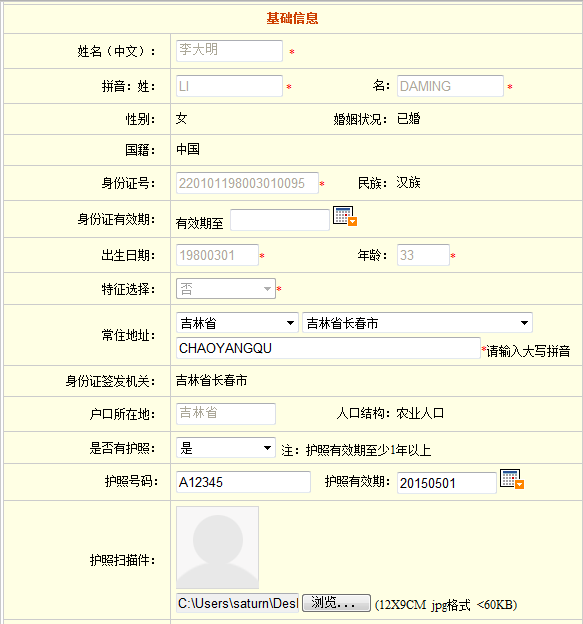 基础信息
姓名（中文）： 李大明 *
拼音：姓： LI * 名： DAMING *
性别： 女 婚姻状况： 已婚
国籍： 中国
身份证号： 220101198003010095 * 民族： 汉族
身份证有效期： 有效期至
出生日期： 19800301 * 年龄： 33 *
特征选择： 否 *
常住地址： 吉林省 吉林省长春市
CHAOYANGQU *请输入大写拼音
身份证签发机关： 吉林省长春市
户口所在地： 吉林省 人口结构： 农业人口
是否有护照： 是 注：护照有效期至少1年以上
护照号码： A12345 护照有效期： 20150501
护照扫描件：
C:\Users\saturn\Desl 浏览... (12X9CM jpg格式 <60KB)